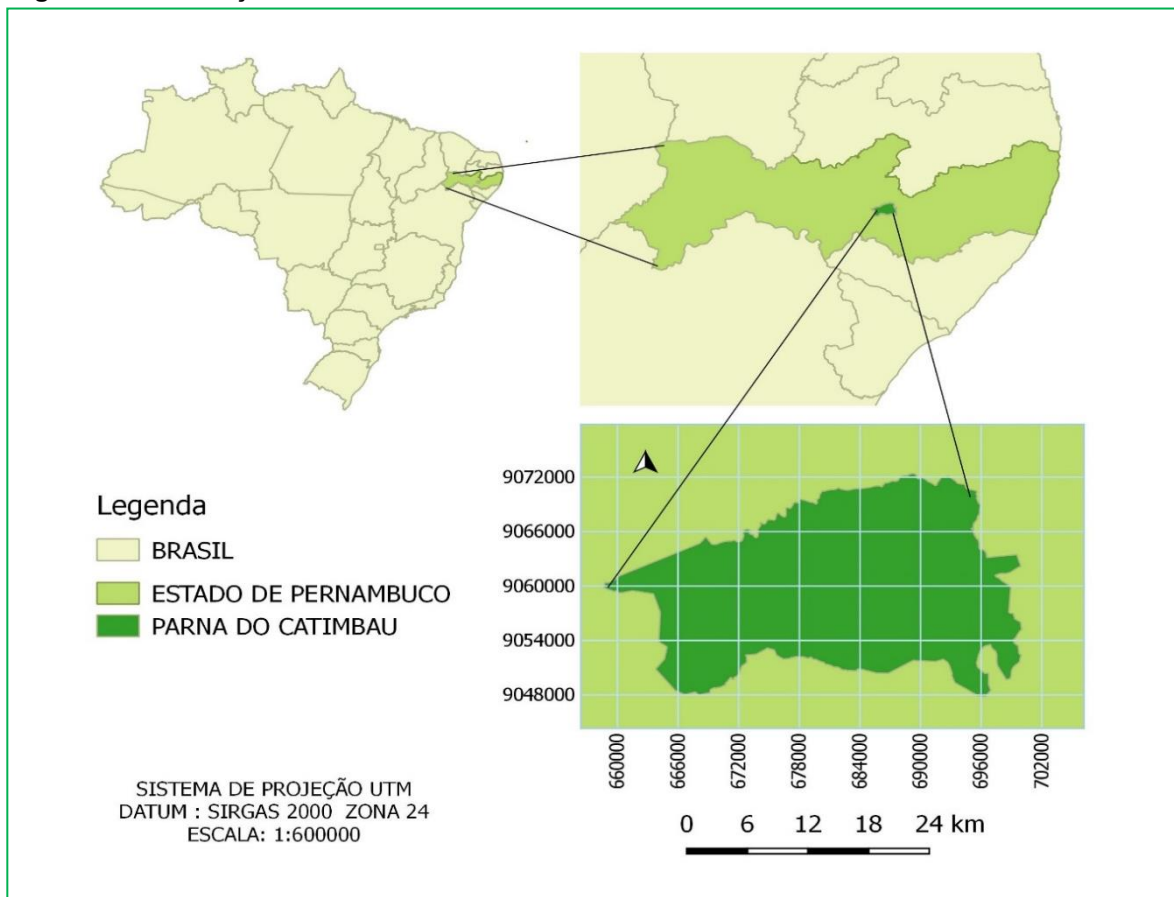 9072000
9066000
9060000
9054000
9048000
660000
666000
672000
678000
684000
690000
696000
702000
Legenda
BRASIL
ESTADO DE PERNAMBUCO
PARNA DO CATIMBAU
SISTEMA DE PROJEÇÃO UTM
DATUM : SIRGAS 2000 ZONA 24
ESCALA: 1:600000
0 6 12 18 24 km